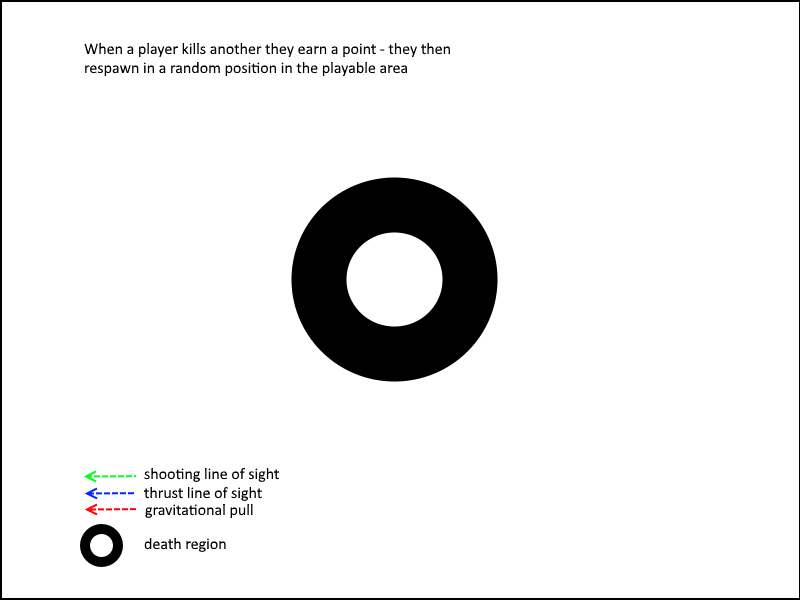 When a player kills another they earn a point - they then
respawn in a random position in the playable area
shooting line of sight
thrust line of sight
gravitational pull
death region